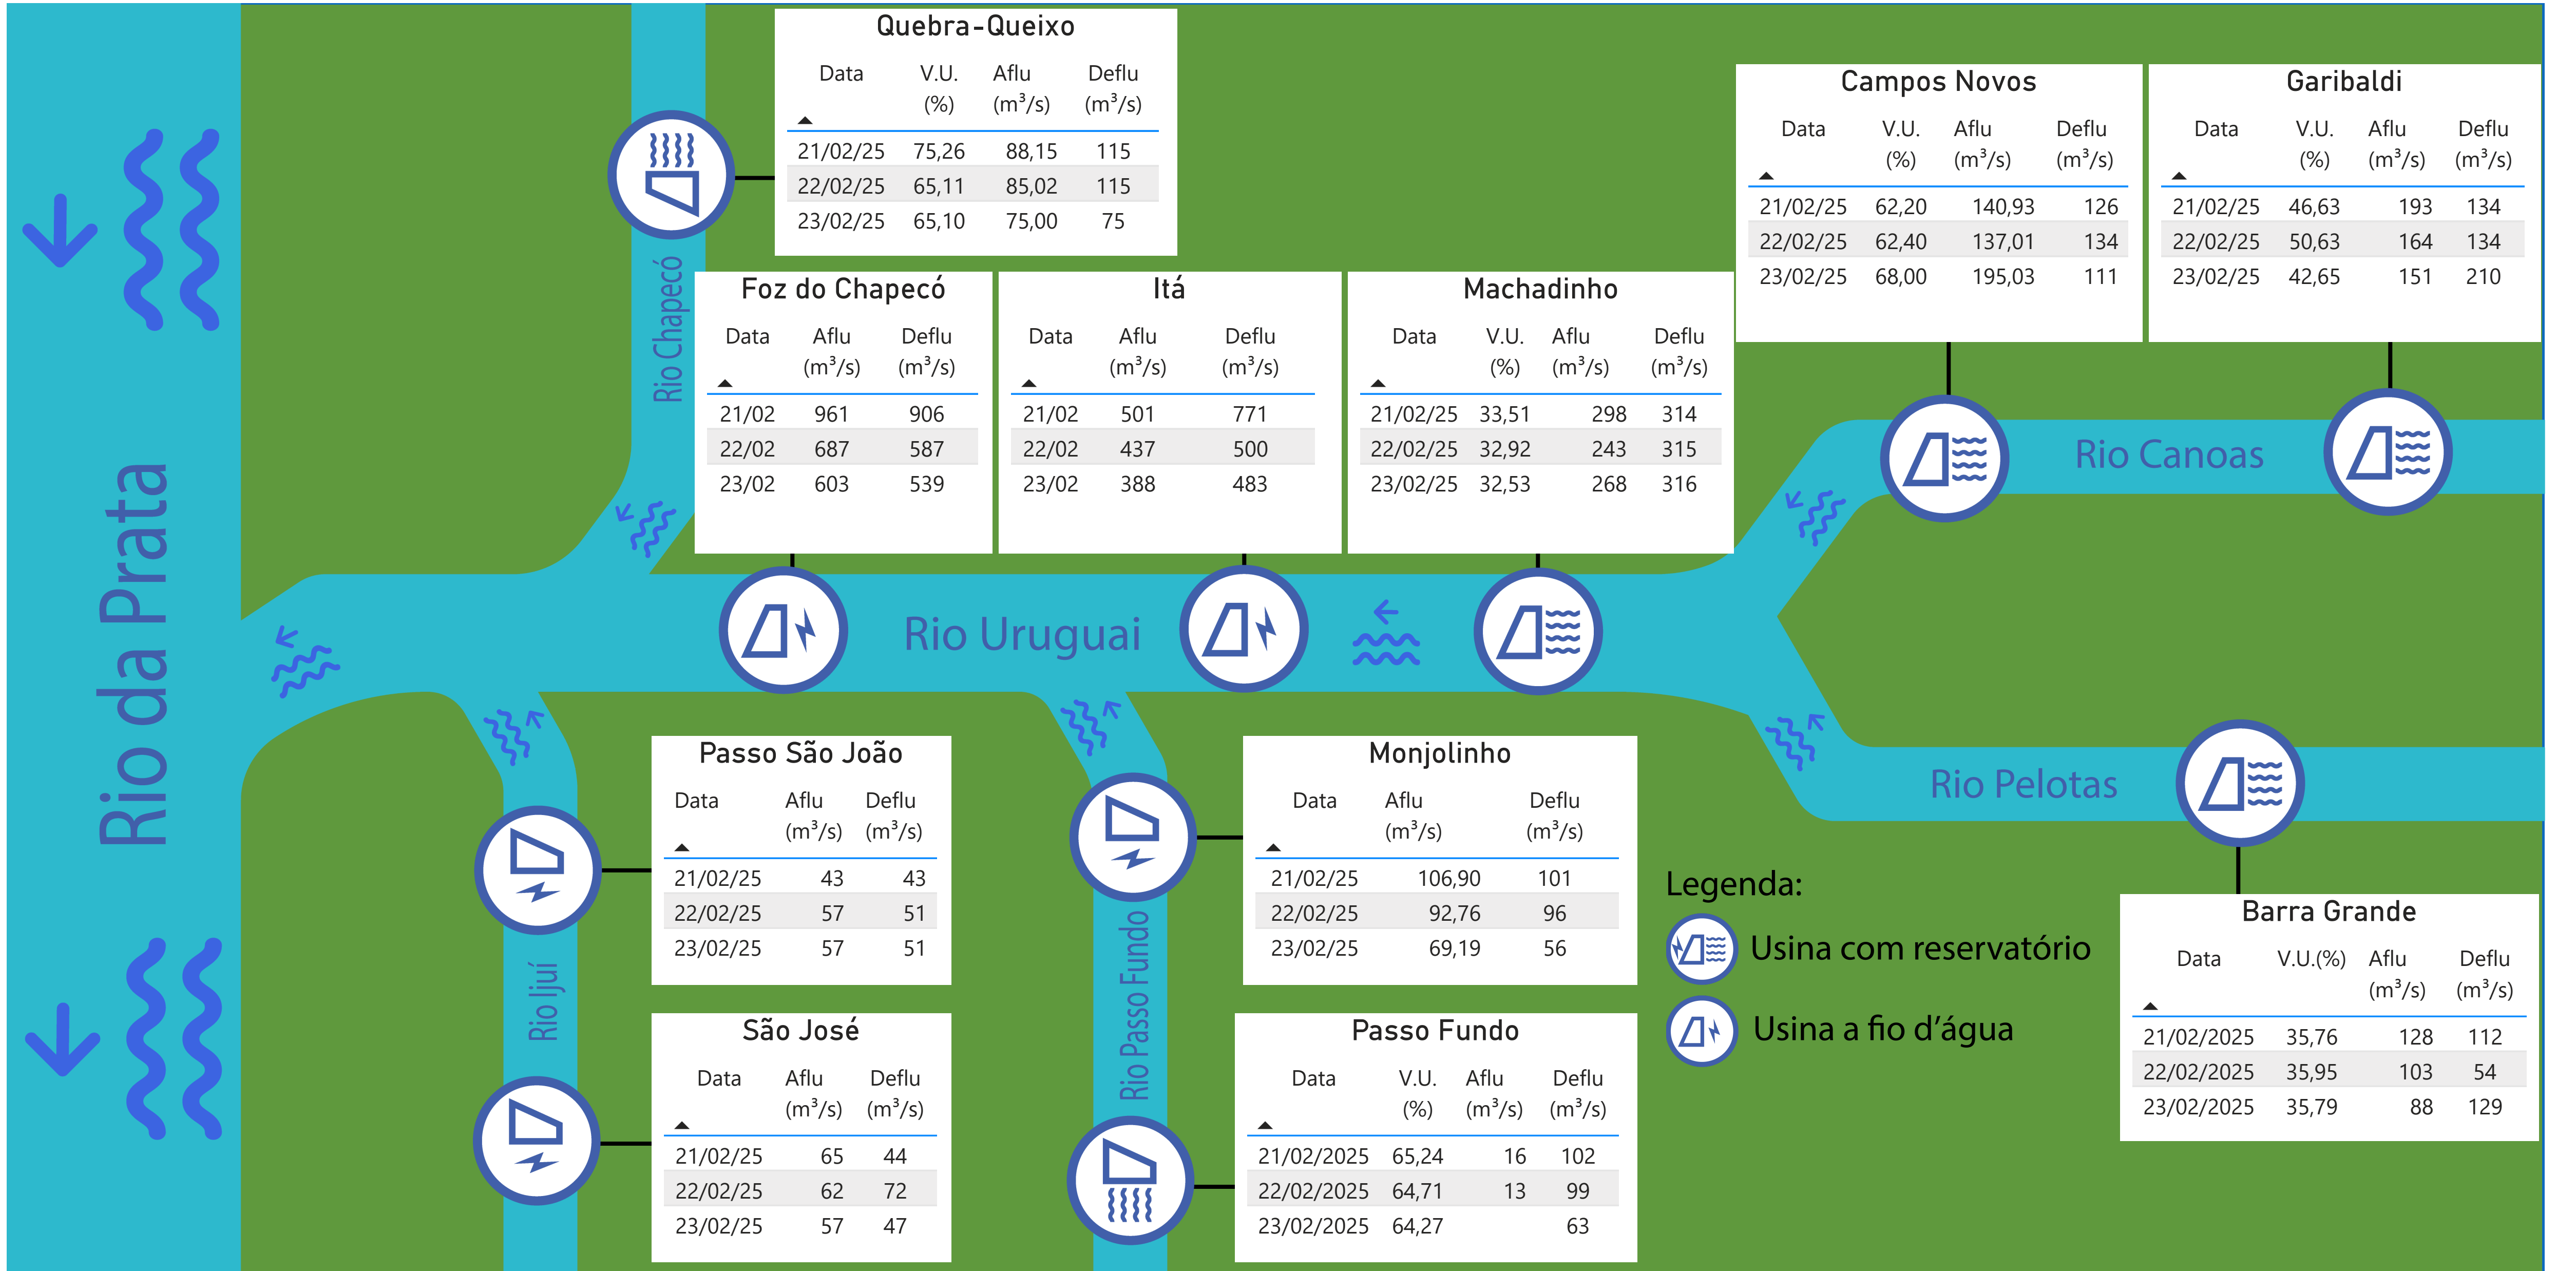 Quebra-Queixo
Data V.U. (%) Aflu (m³/s) Deflu (m³/s)
21/02/25 75,26 88,15 115
22/02/25 65,11 85,02 115
23/02/25 65,10 75,00 75
Campos Novos
Data V.U. (%) Aflu (m³/s) Deflu (m³/s)
21/02/25 62,20 140,93 126
22/02/25 62,40 137,01 134
23/02/25 68,00 195,03 111
Garibaldi
Data V.U. (%) Aflu (m³/s) Deflu (m³/s)
21/02/25 46,63 193 134
22/02/25 50,63 164 134
23/02/25 42,65 151 210
Rio Chapecó
Foz do Chapecó
Data Aflu (m³/s) Deflu (m³/s)
21/02 961 906
22/02 687 587
23/02 603 539
Itá
Data Aflu (m³/s) Deflu (m³/s)
21/02 501 771
22/02 437 500
23/02 388 483
Machadinho
Data V.U. (%) Aflu (m³/s) Deflu (m³/s)
21/02/25 33,51 298 314
22/02/25 32,92 243 315
23/02/25 32,53 268 316
Rio Canoas
Rio da Prata
Rio Uruguai
Rio Pelotas
Passo São João
Data Aflu (m³/s) Deflu (m³/s)
21/02/25 43 43
22/02/25 57 51
23/02/25 57 51
Monjolinho
Data Aflu (m³/s) Deflu (m³/s)
21/02/25 106,90 101
22/02/25 92,76 96
23/02/25 69,19 56
Legenda:
Usina com reservatório
Usina a fio d’água
Barra Grande
Data V.U.(%) Aflu (m³/s) Deflu (m³/s)
21/02/2025 35,76 128 112
22/02/2025 35,95 103 54
23/02/2025 35,79 88 129
Rio Ijuí
Rio Passo Fundo
São José
Data Aflu (m³/s) Deflu (m³/s)
21/02/25 65 44
22/02/25 62 72
23/02/25 57 47
Passo Fundo
Data V.U. (%) Aflu (m³/s) Deflu (m³/s)
21/02/2025 65,24 16 102
22/02/2025 64,71 13 99
23/02/2025 64,27 63